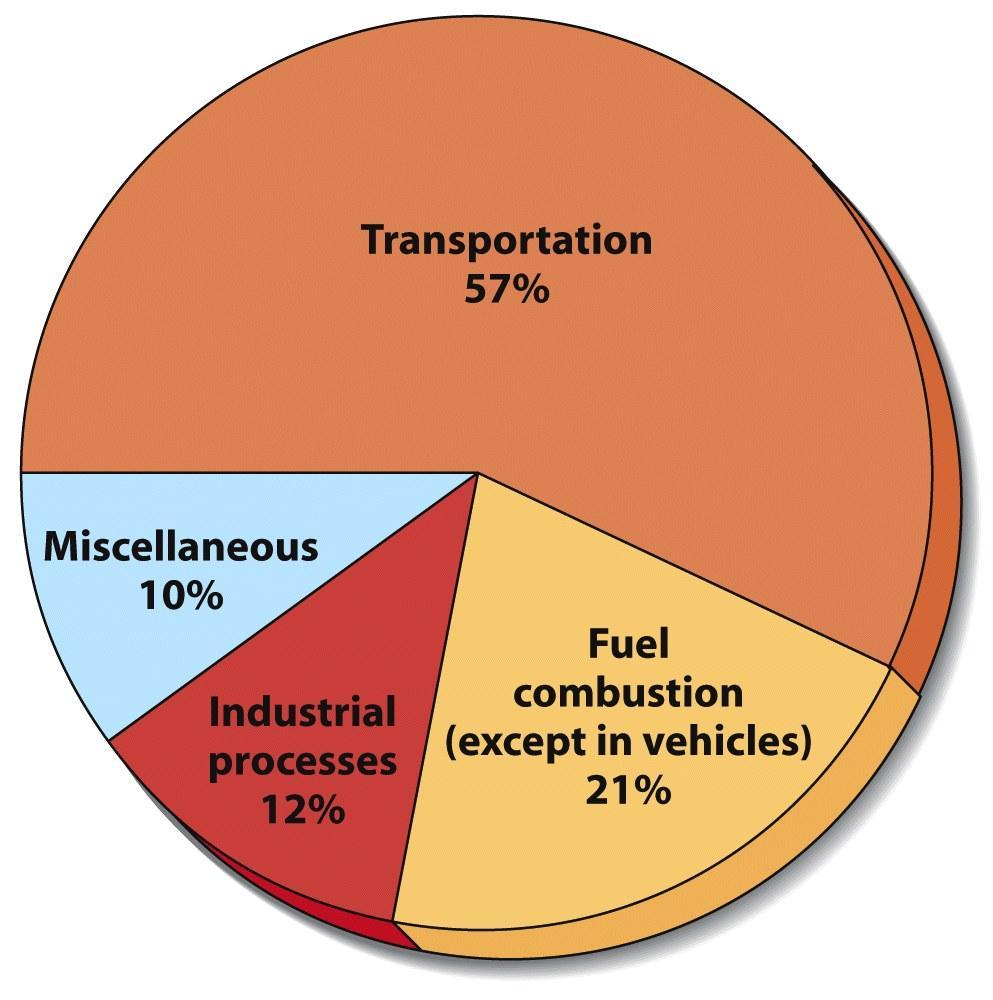 Transportation
57%
Miscellaneous
10%
Industrial
processes
12%
Fuel
combustion
(except in vehicles)
21%